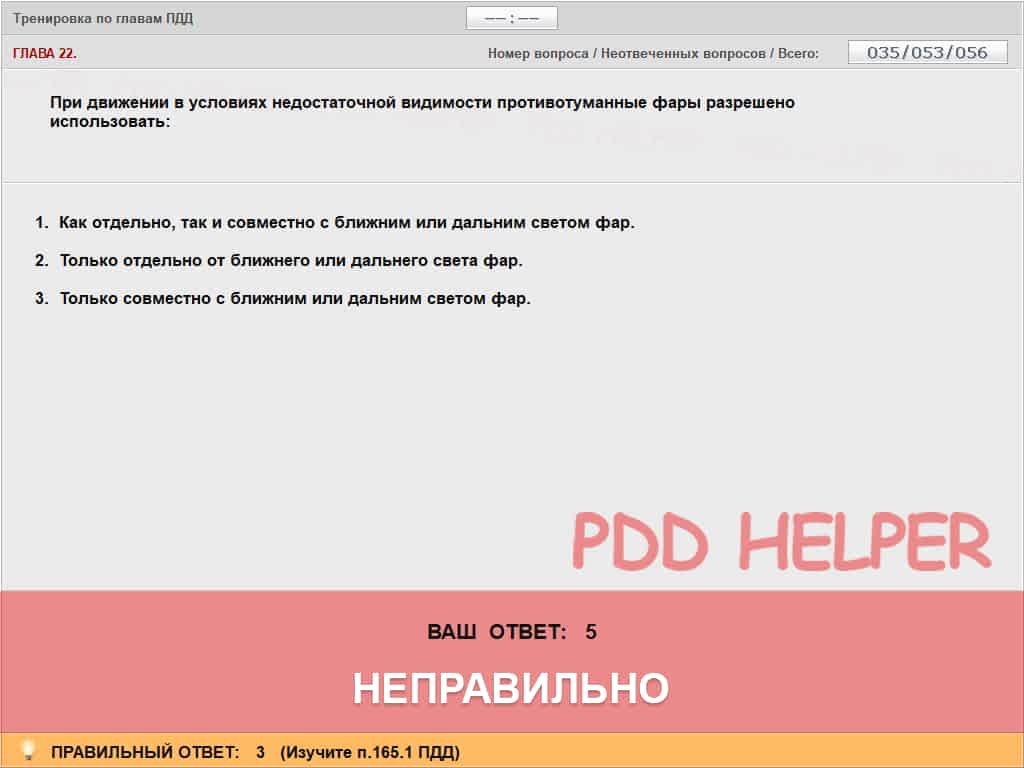 Тренировка по главам ПДД
–– : ––
ГЛАВА 22.
Номер вопроса / Неотвеченных вопросов / Всего: 035/053/056
При движении в условиях недостаточной видимости противотуманные фары разрешено
использовать:
1. Как отдельно, так и совместно с ближним или дальним светом фар.
2. Только отдельно от ближнего или дальнего света фар.
3. Только совместно с ближним или дальним светом фар.
PDD HELPER
ВАШ ОТВЕТ: 5
НЕПРАВИЛЬНО
ПРАВИЛЬНЫЙ ОТВЕТ: 3 (Изучите п.165.1 ПДД)